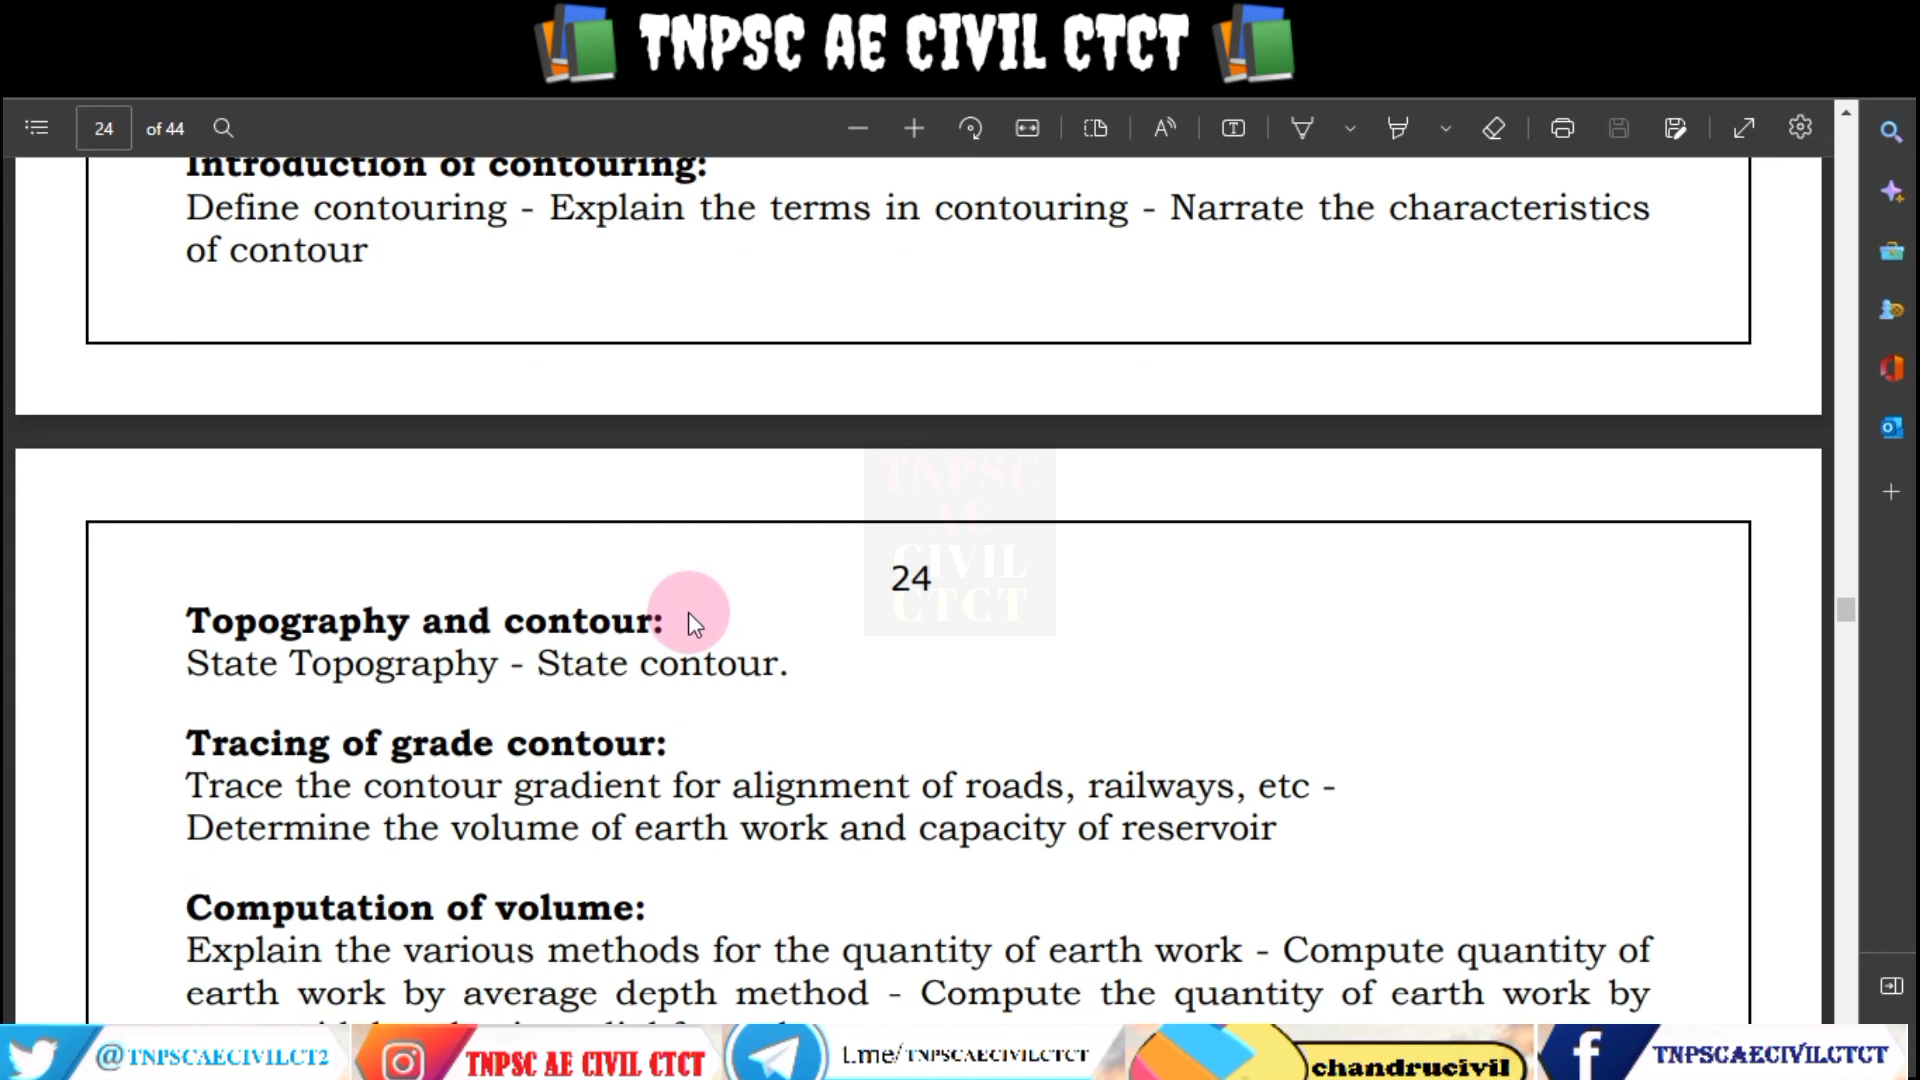 TNPSC AE CIVIL CTCT
24 of 44
Introduction of contouring:
Define contouring - Explain the terms in contouring - Narrate the characteristics
of contour
TNPSC
AE
CIVIL
CTCT
24
Topography and contour:
State Topography - State contour.
Tracing of grade contour:
Trace the contour gradient for alignment of roads, railways, etc -
Determine the volume of earth work and capacity of reservoir
Computation of volume:
Explain the various methods for the quantity of earth work - Compute quantity of
earth work by average depth method - Compute the quantity of earth work by
@TNPSCAECIVILCT2
TNPSC AE CIVIL CTCT
t.me/TNPSCAECIVILCTCT
chandrucivil
TNPSCAECIVILCTCT